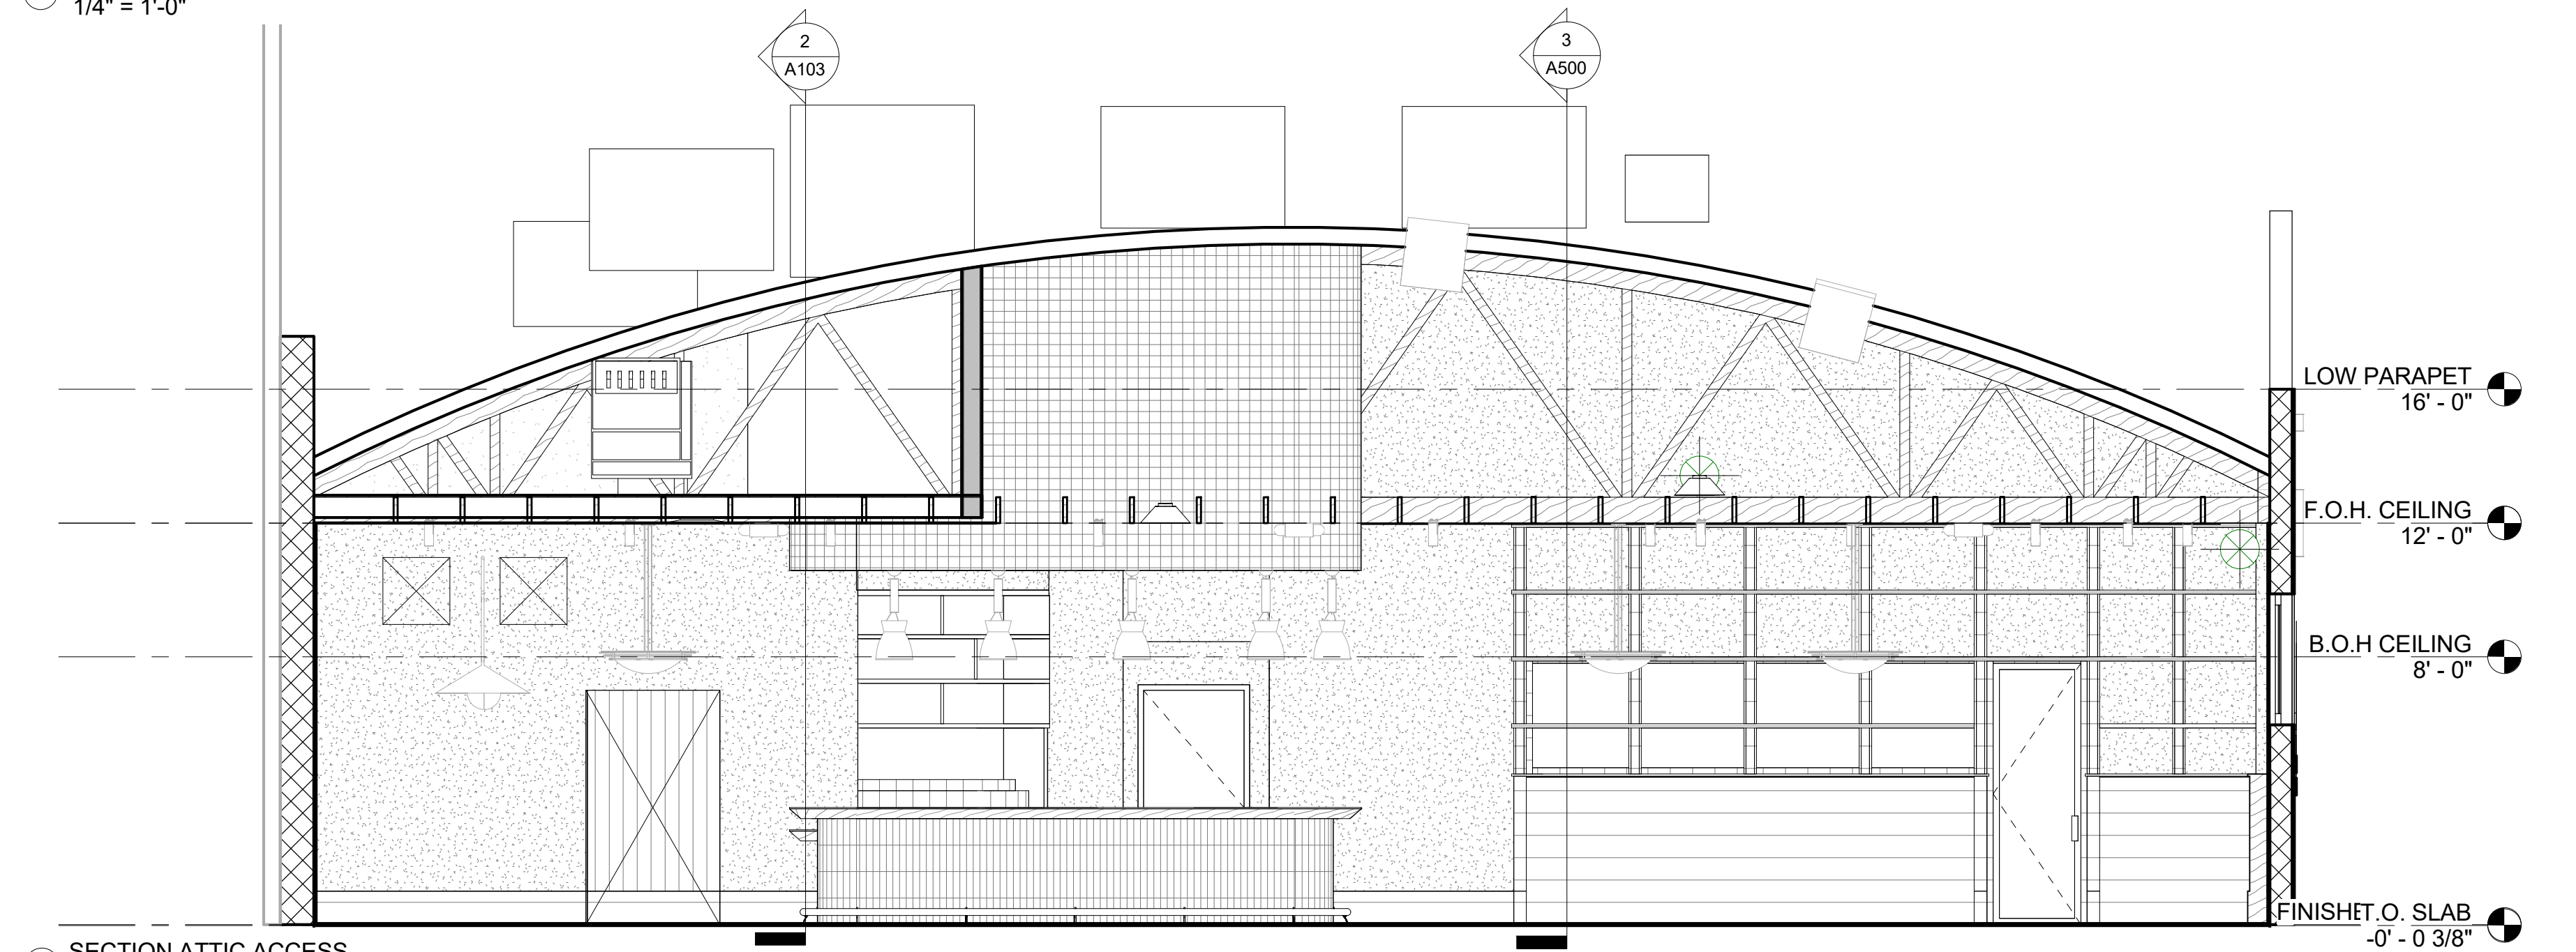 1/4" = 1'-0"
2
A103
3
A500
LOW PARAPET
16' - 0"
F.O.H. CEILING
12' - 0"
B.O.H CEILING
8' - 0"
T.O. SLAB
-0' - 0 3/8"
SECTION ATTIC ACCESS